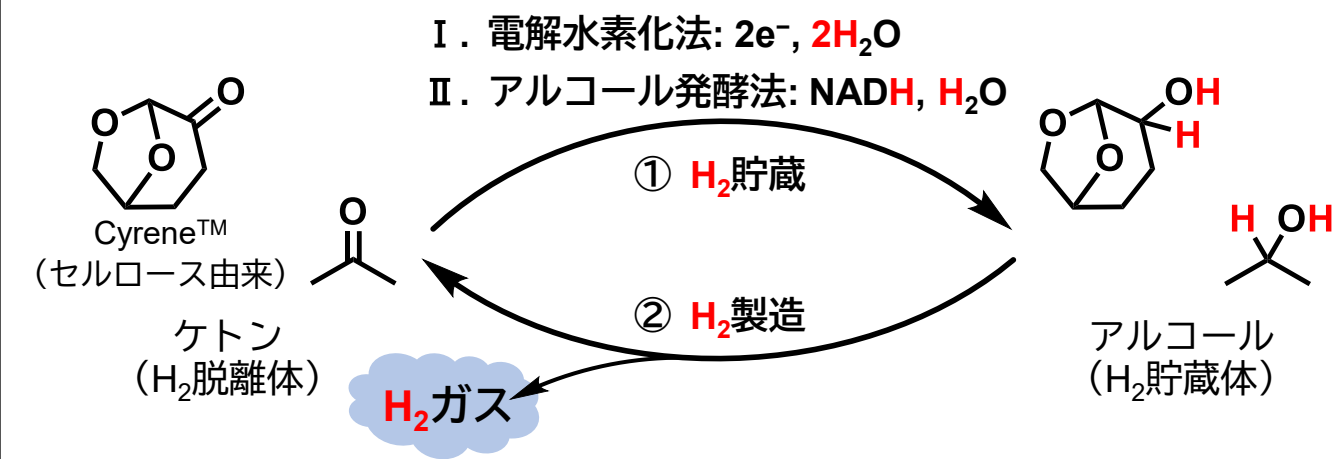 Ⅰ. 電解水素化法: 2e⁻, 2H₂O
Ⅱ. アルコール発酵法: NADH, H₂O
① H₂貯蔵
② H₂製造
H₂ガス
O
O
O
Cyrene™
（セルロース由来）
O
ケトン
（H₂脱離体）
OH
H
O
O
H
OH
アルコール
（H₂貯蔵体）